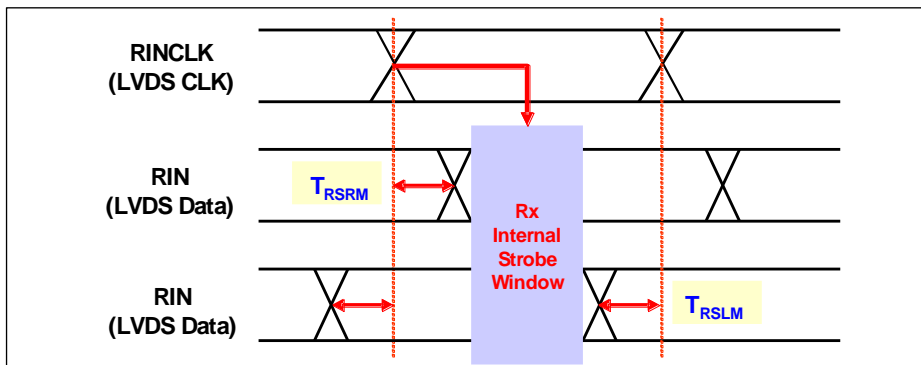 RINCLK
(LVDS CLK)
RIN
(LVDS Data)
TRSRM
Rx
Internal
Strobe
Window
RIN
(LVDS Data)
TRSLM